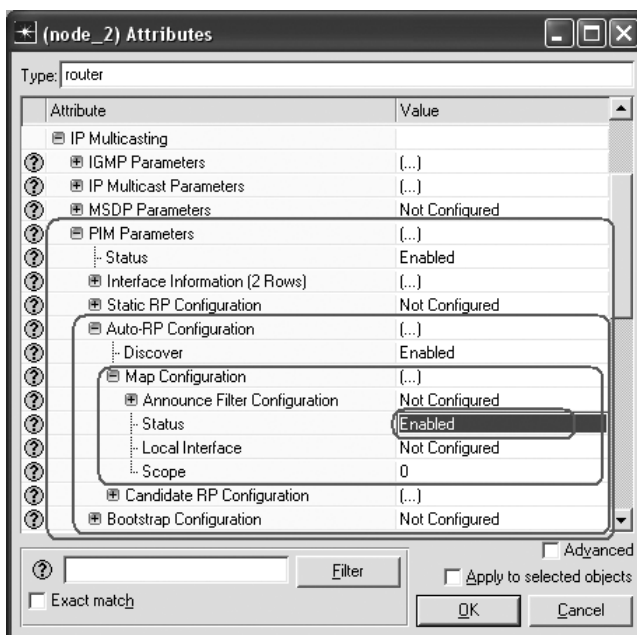 (node_2) Attributes
Type: router
Attribute Value
IP Multicasting
IGMP Parameters (...)
IP Multicast Parameters (...)
MSDP Parameters Not Configured
PIM Parameters (...)
Status Enabled
Interface Information (2 Rows) (...)
Static RP Configuration Not Configured
Auto-RP Configuration (...)
Discover Enabled
Map Configuration (...)
Announce Filter Configuration Not Configured
Status Enabled
Local Interface Not Configured
Scope 0
Candidate RP Configuration (...)
Bootstrap Configuration Not Configured
Advanced
Filter
Apply to selected objects
Exact match
OK Cancel